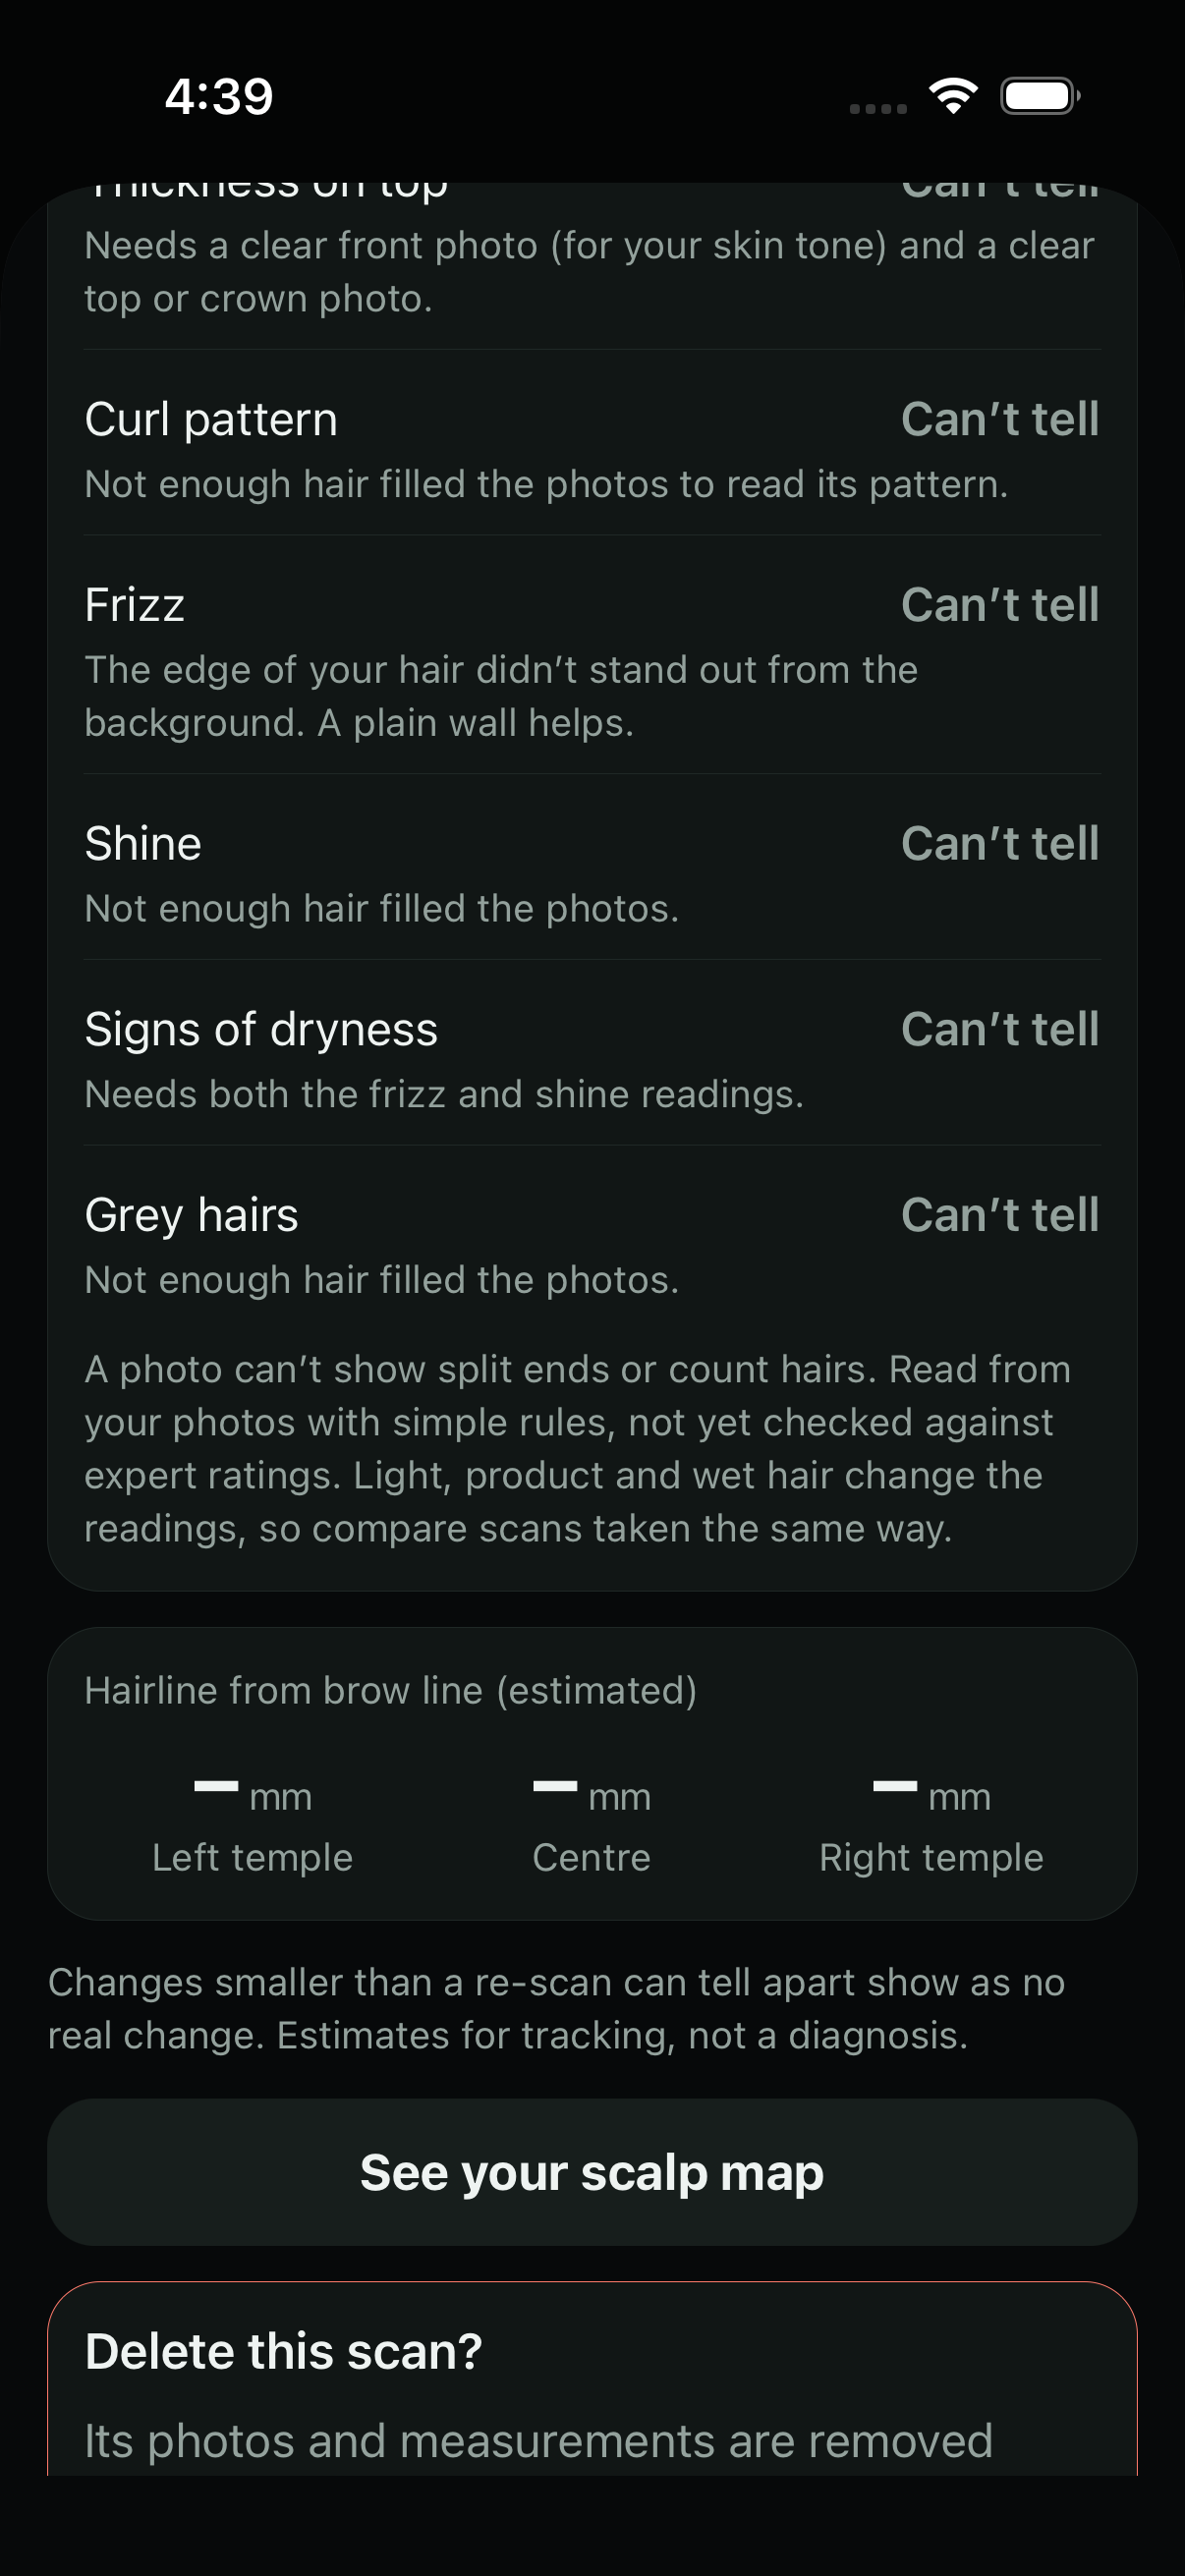 4:39
Thickness on top Can't tell
Needs a clear front photo (for your skin tone) and a clear
top or crown photo.
Curl pattern Can’t tell
Not enough hair filled the photos to read its pattern.
Frizz Can’t tell
The edge of your hair didn’t stand out from the
background. A plain wall helps.
Shine Can’t tell
Not enough hair filled the photos.
Signs of dryness Can’t tell
Needs both the frizz and shine readings.
Grey hairs Can’t tell
Not enough hair filled the photos.
A photo can’t show split ends or count hairs. Read from
your photos with simple rules, not yet checked against
expert ratings. Light, product and wet hair change the
readings, so compare scans taken the same way.
Hairline from brow line (estimated)
– mm – mm – mm
Left temple Centre Right temple
Changes smaller than a re-scan can tell apart show as no
real change. Estimates for tracking, not a diagnosis.
See your scalp map
Delete this scan?
Its photos and measurements are removed